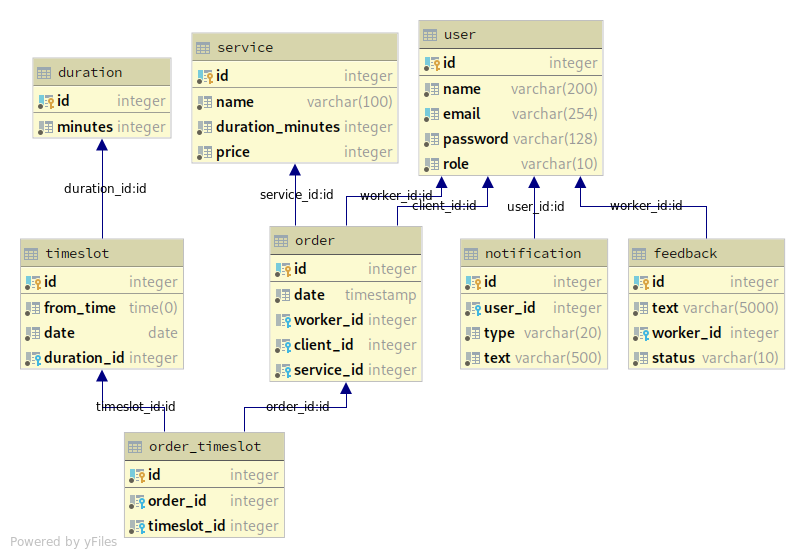 user
id integer
name varchar(200)
email varchar(254)
password varchar(128)
role varchar(10)
service
id integer
name varchar(100)
duration_minutes integer
price integer
duration
id integer
minutes integer
duration_id:id
service_id:id
worker_id:id
client_id:id
user_id:id
worker_id:id
timeslot
id integer
from_time time(0)
date date
duration_id integer
order
id integer
date timestamp
worker_id integer
client_id integer
service_id integer
notification
id integer
user_id integer
type varchar(20)
text varchar(500)
feedback
id integer
text varchar(5000)
worker_id integer
status varchar(10)
timeslot_id:id
order_id:id
order_timeslot
id integer
order_id integer
timeslot_id integer
Powered by yFiles